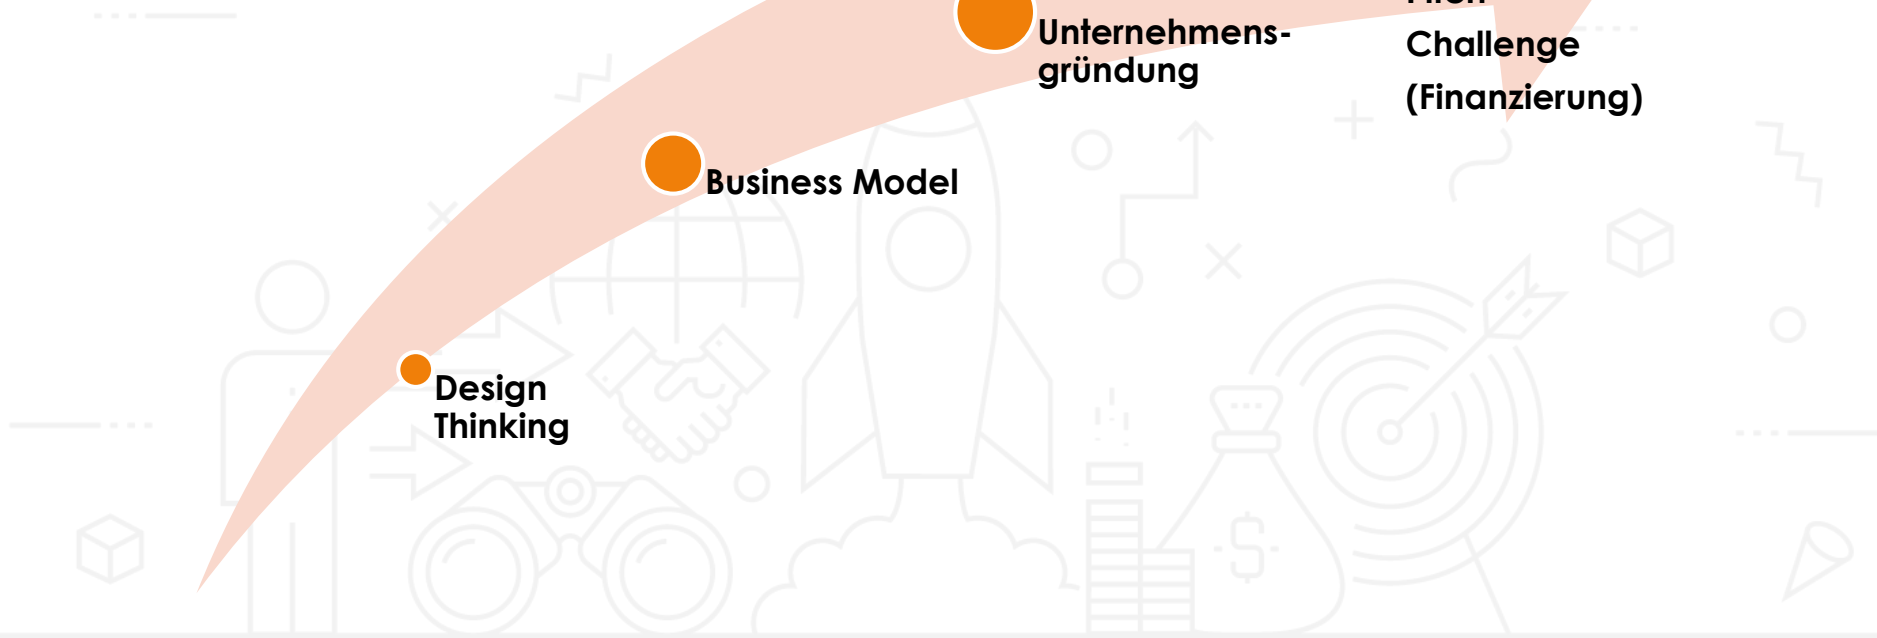 Unternehmens-
gründung
Challenge
(Finanzierung)
Business Model
Design
Thinking
$